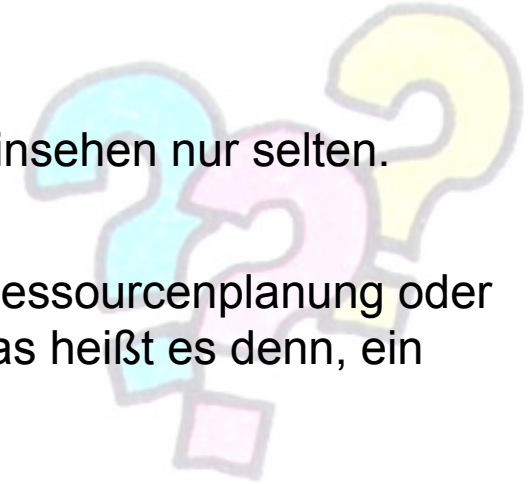 insehen nur selten.
essourcenplanung oder
as heißt es denn, ein